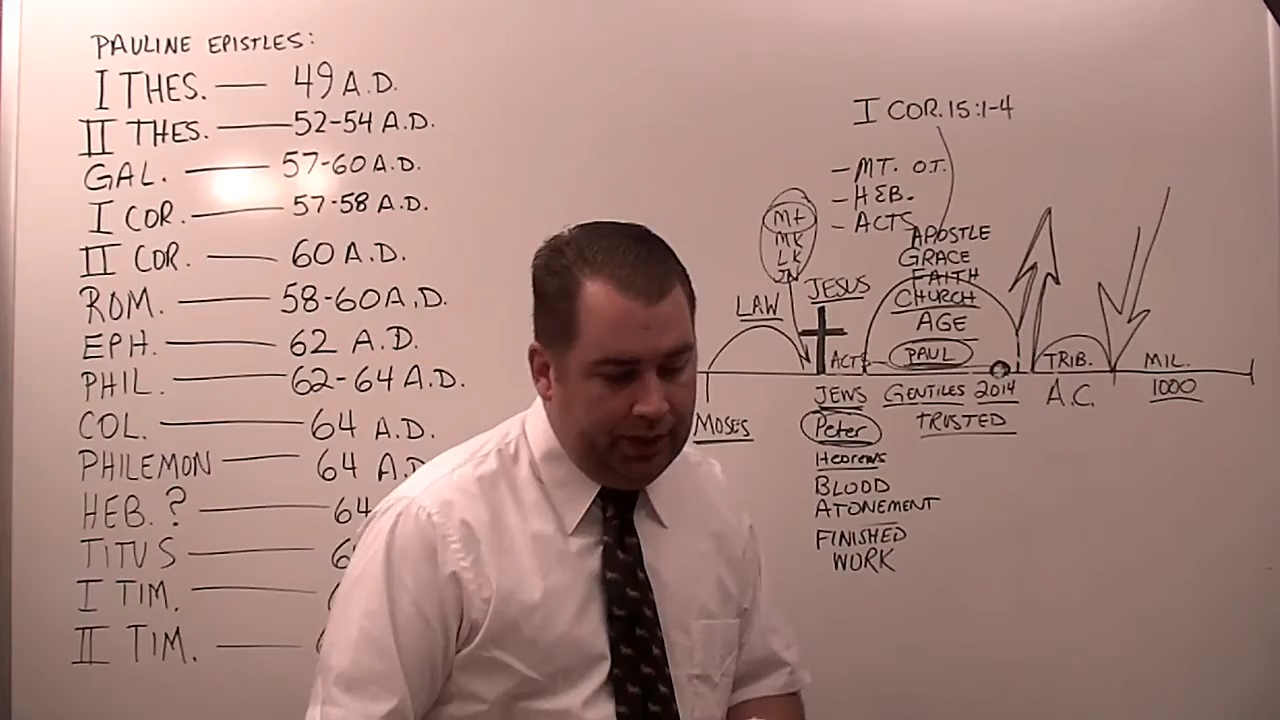 PAULINE EPISTLES:
I THES. — 49 A.D.
II THES. — 52-54 A.D.
GAL. — 57-60 A.D.
I COR. — 57-58 A.D.
II COR. — 60 A.D.
ROM. — 58-60 A.D.
EPH. — 62 A.D.
PHIL. — 62-64 A.D.
COL. — 64 A.D.
PHILEMON — 64 A.D.
HEB. ? — 64
TITUS — 6
I TIM. —
II TIM. —
I COR. 15:1-4
- MT. O.T.
- HEB.
- ACTS
Mt
MK
LK
JN
LAW
JESUS
APOSTLE
GRACE
FAITH
CHURCH
AGE
ACTS
PAUL
TRIB.
MIL.
MOSES
JEWS
GENTILES 2014
A.C.
1000
Peter
TRUSTED
Hebrews
BLOOD
ATONEMENT
FINISHED
WORK